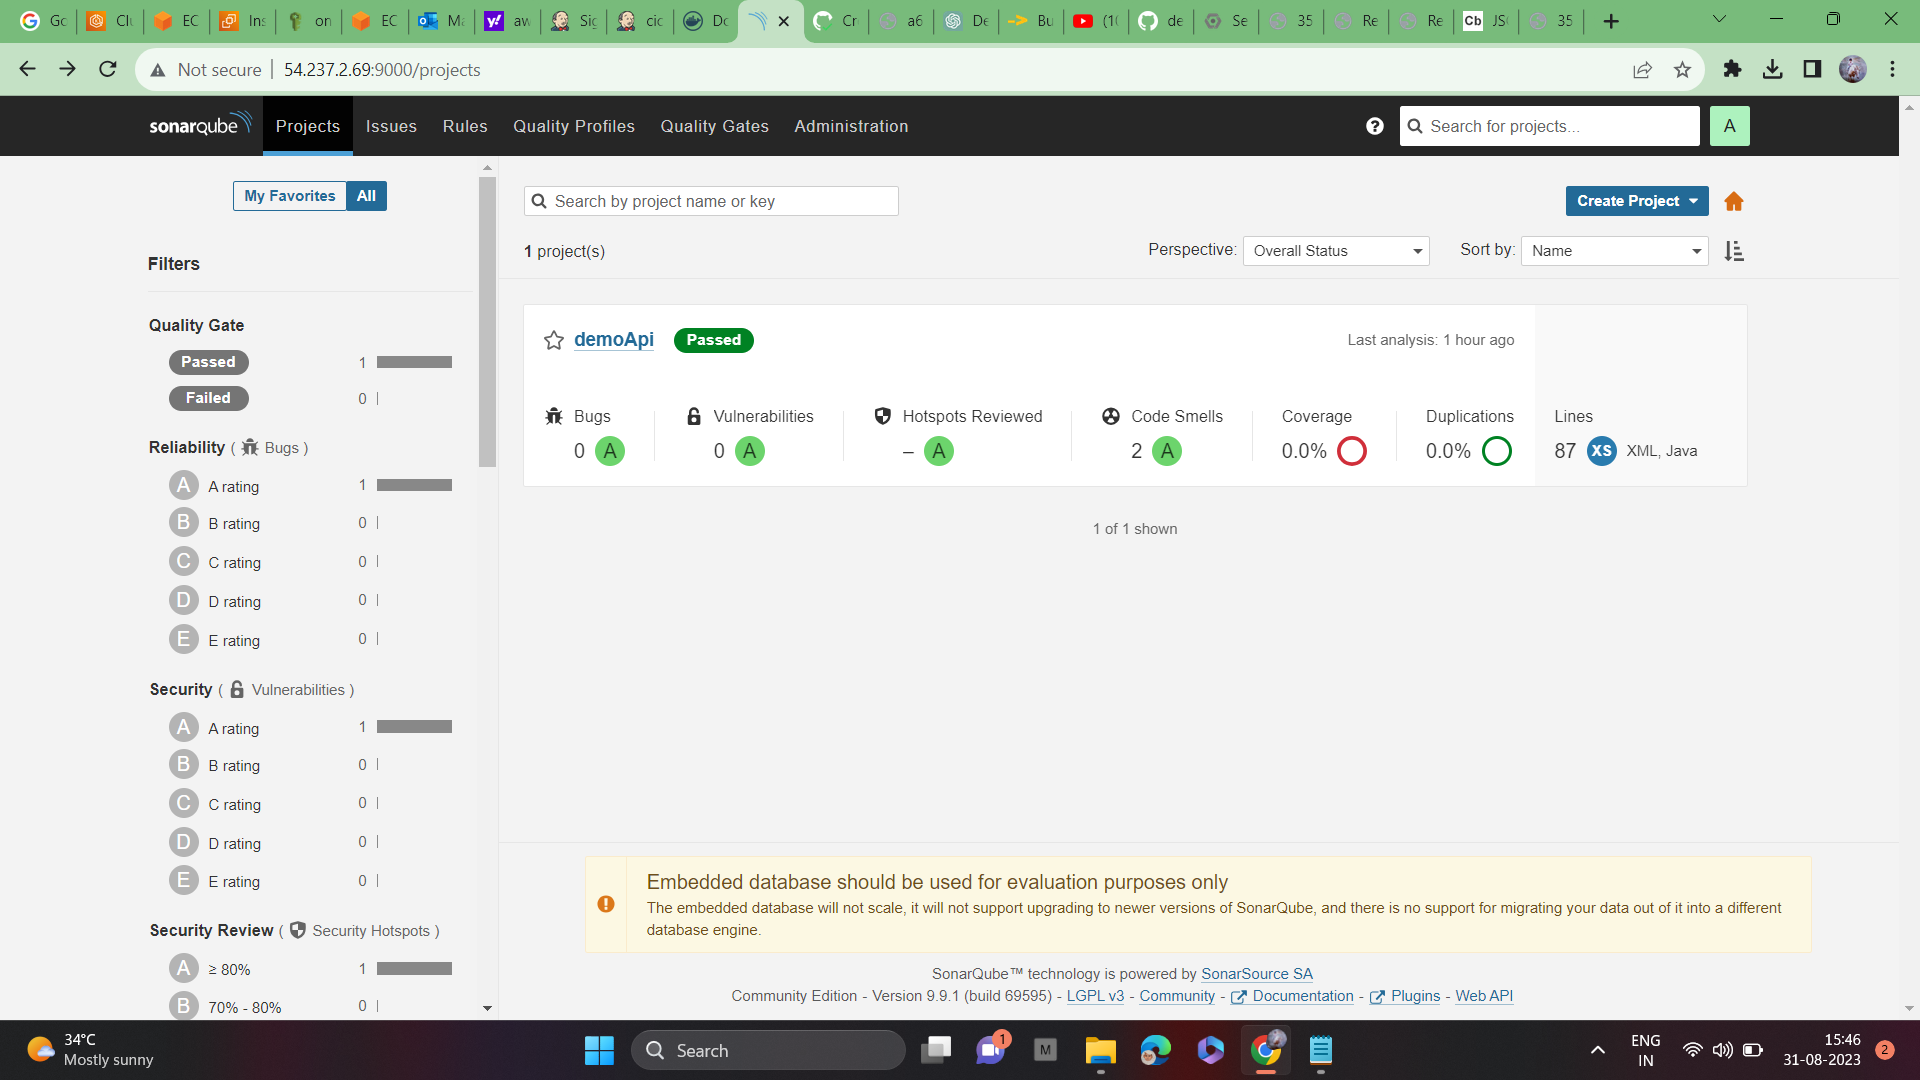 Go
Clu
EC
Ins
on
EC
Ma
aw
Sig
cic
Do
Cre
a6
De
Bu
(10
de
Se
35
Re
Re
Cb JS
35
Not secure | 54.237.2.69:9000/projects
sonarqube Projects Issues Rules Quality Profiles Quality Gates Administration
Search for projects...
A
My Favorites All
Search by project name or key
Create Project
1 project(s)
Perspective: Overall Status
Sort by: Name
Filters
Quality Gate
Passed 1
Failed 0
Reliability ( Bugs )
A A rating 1
B B rating 0
C C rating 0
D D rating 0
E E rating 0
Security ( Vulnerabilities )
A A rating 1
B B rating 0
C C rating 0
D D rating 0
E E rating 0
Security Review ( Security Hotspots )
A ≥ 80% 1
B 70% - 80% 0
demoApi Passed
Last analysis: 1 hour ago
Bugs Vulnerabilities Hotspots Reviewed Code Smells Coverage Duplications Lines
0 A 0 A – A 2 A 0.0% 0.0% 87 XS XML, Java
1 of 1 shown
Embedded database should be used for evaluation purposes only
The embedded database will not scale, it will not support upgrading to newer versions of SonarQube, and there is no support for migrating your data out of it into a different
database engine.
SonarQube™ technology is powered by SonarSource SA
Community Edition - Version 9.9.1 (build 69595) - LGPL v3 - Community - Documentation - Plugins - Web API
34°C
Mostly sunny
Search
1
M
ENG
IN
15:46
31-08-2023
2